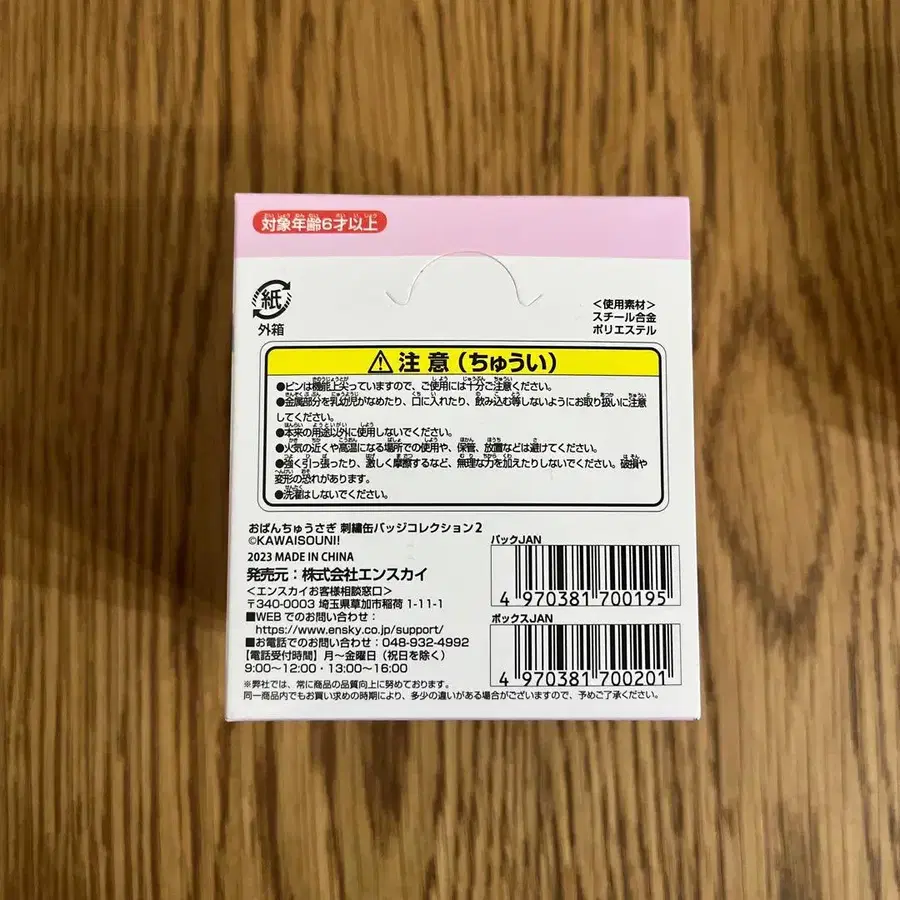 対象年齢6才以上
紙
外箱
<使用素材>
スチール合金
ポリエステル
注意(ちゅうい)
●ピンは機能上尖っていますので、ご使用には十分ご注意ください。
●金属部分を乳幼児がなめたり、口に入れたり、飲み込む等しないようにお取り扱いに注意
してください。
●本来の用途以外に使用しないでください。
●火気の近くや高温になる場所での使用や、保管、放置などは避けてください。
●強く引っ張ったり、激しく摩擦するなど、無理な力を加えたりしないでください。破損や
変形の恐れがあります。
●洗濯はしないでください。
おぱんちゅうさぎ 刺繡缶バッジコレクション2
©KAWAISOUNI!
2023 MADE IN CHINA
発売元:株式会社エンスカイ
<エンスカイお客様相談窓口>
〒340-0003 埼玉県草加市稲荷 1-11-1
■WEBでのお問い合わせ:
https://www.ensky.co.jp/support/
■お電話でのお問い合わせ:048-932-4992
【電話受付時間】月～金曜日(祝日を除く)
9:00～12:00・13:00～16:00
※弊社では、常に商品の品質向上に努めております。
同一商品内でもお買い求めの時期により、多少の違いがある場合がございますので、予めご了承ください。
パックJAN
4 970381 700195
ボックスJAN
4 970381 700201